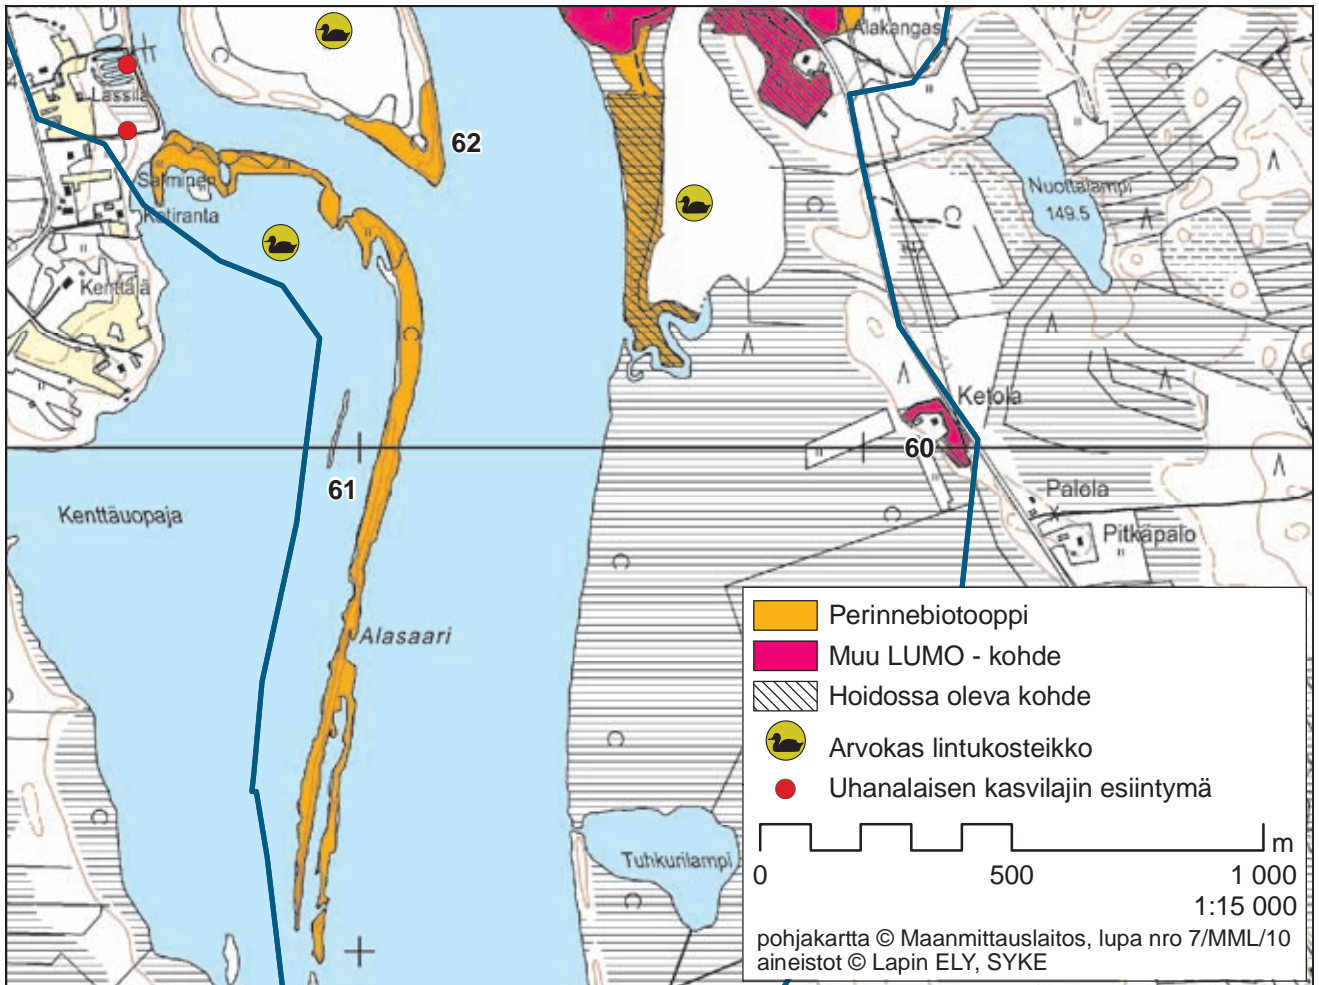 Alakangas
Lassila
62
Salminen
Kotiranta
Nuottalampi
149.5
Kenttäjä
Ketola
60
61
Palola
Kenttäuopaja
Pitkäpalo
Alasaari
Tuhkurilampi
Perinnebiotooppi
Muu LUMO - kohde
Hoidossa oleva kohde
Arvokas lintukosteikko
Uhanalaisen kasvilajin esiintymä
m
0 500 1 000
1:15 000
pohjakartta © Maanmittauslaitos, lupa nro 7/MML/10
aineistot © Lapin ELY, SYKE